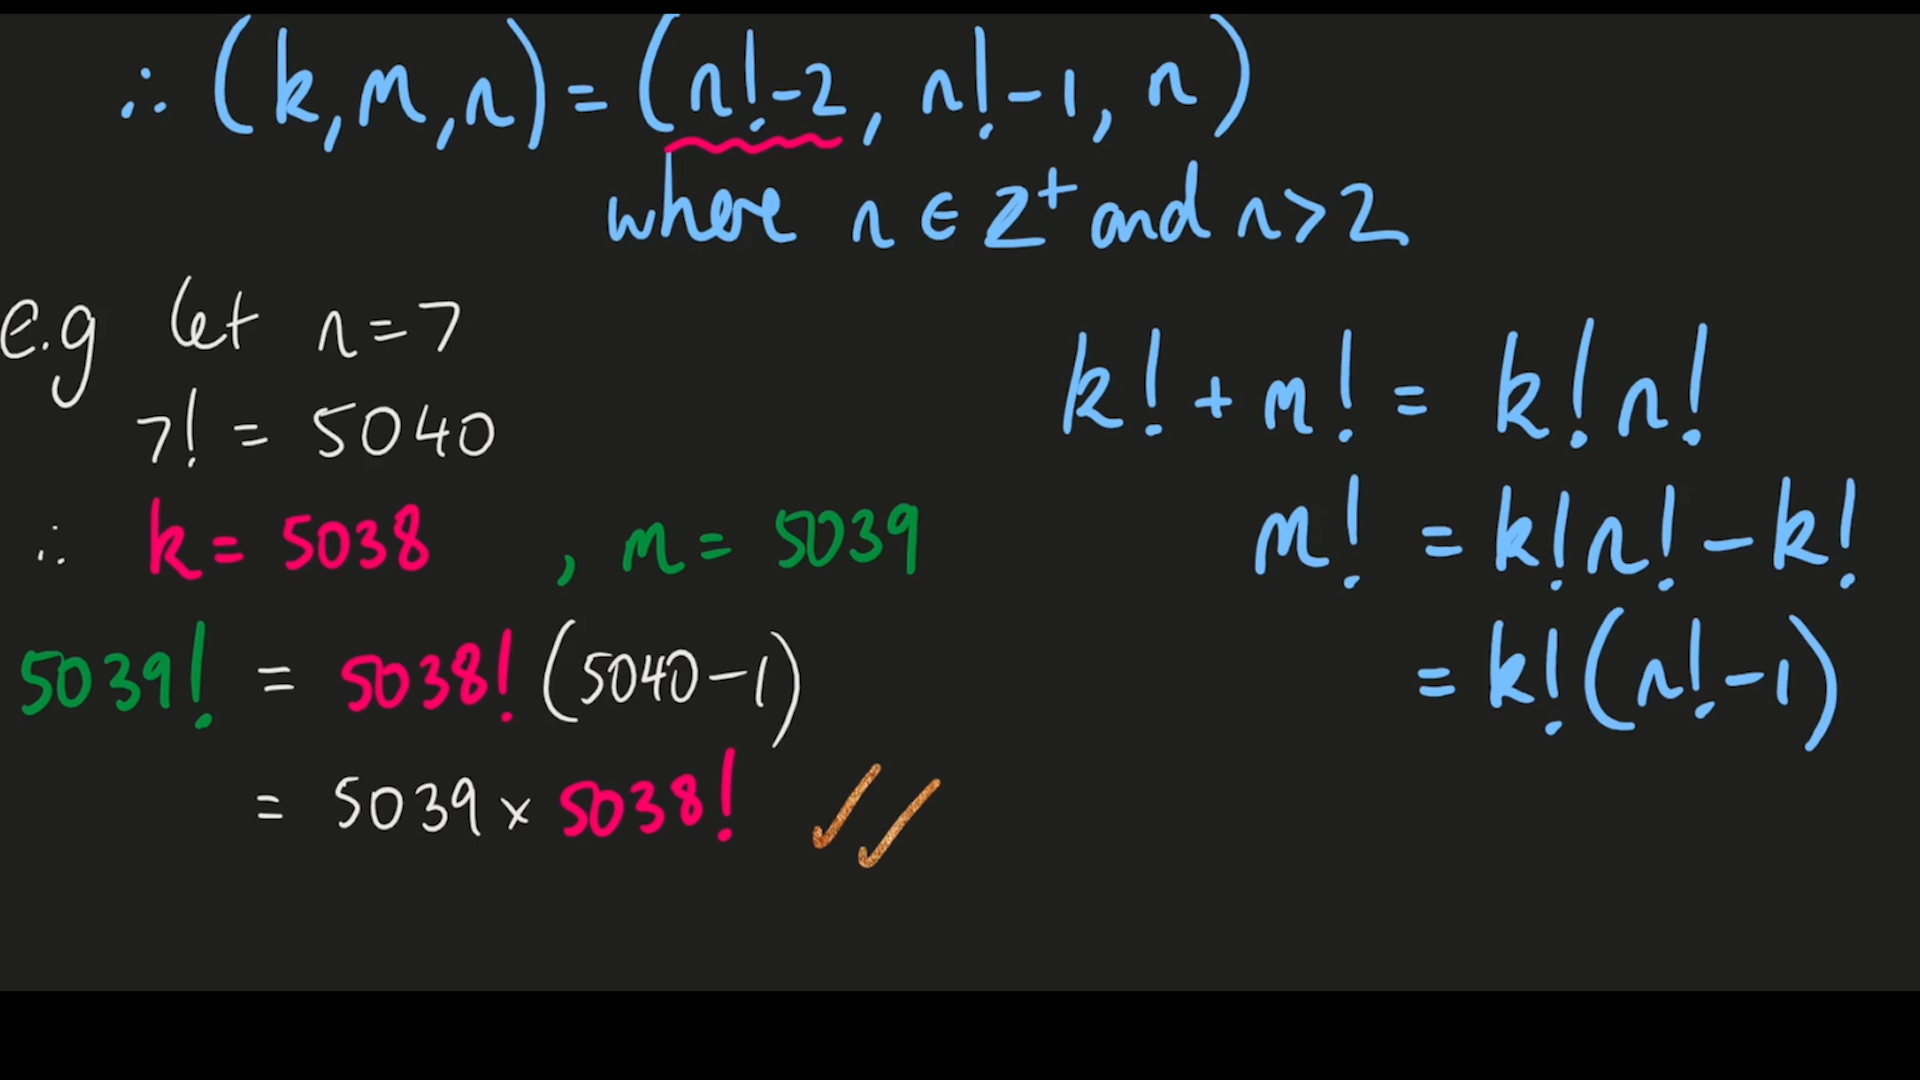 ∴ (k, m, n) = (n!-2, n!-1, n)
where n ∈ Z⁺ and n>2
e.g let n=7
7! = 5040
∴ k = 5038 , m = 5039
5039! = 5038! (5040-1)
= 5039 × 5038! ✓✓
k! + m! = k! n!
m! = k! n! - k!
= k! (n! - 1)